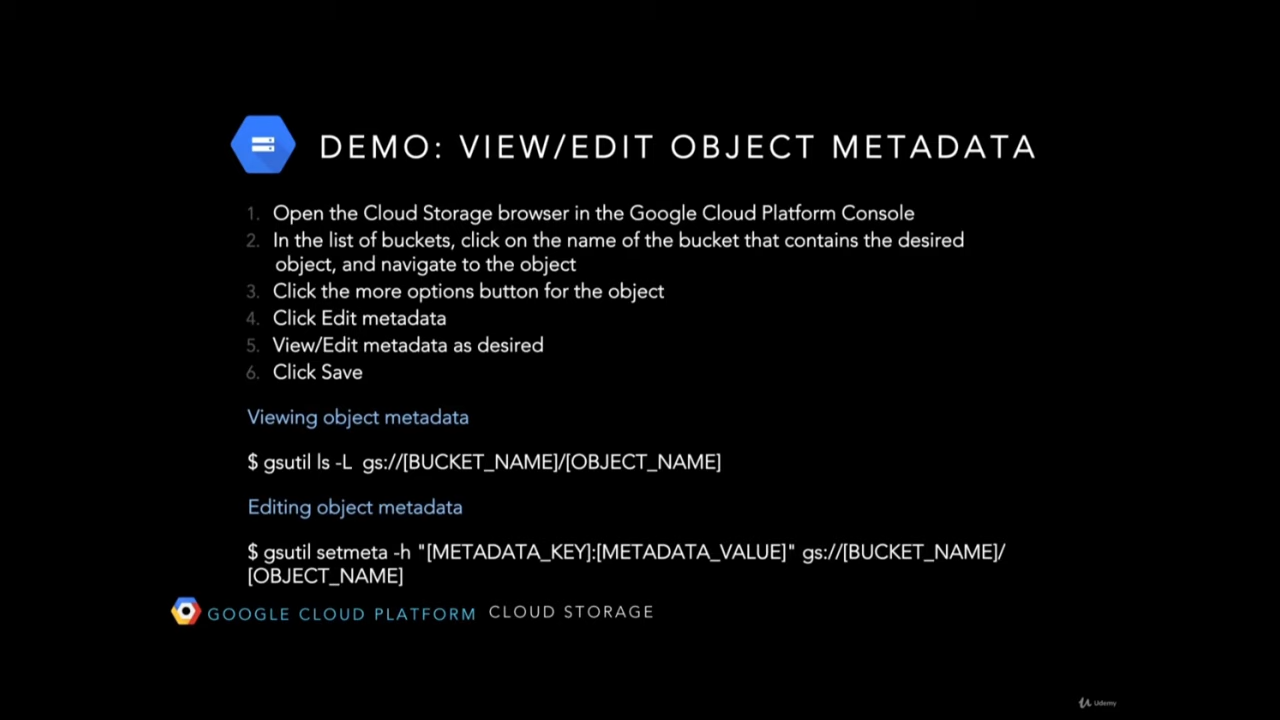 DEMO: VIEW/EDIT OBJECT METADATA
1. Open the Cloud Storage browser in the Google Cloud Platform Console
2. In the list of buckets, click on the name of the bucket that contains the desired
object, and navigate to the object
3. Click the more options button for the object
4. Click Edit metadata
5. View/Edit metadata as desired
6. Click Save
Viewing object metadata
$ gsutil ls -L  gs://[BUCKET_NAME]/[OBJECT_NAME]
Editing object metadata
$ gsutil setmeta -h "[METADATA_KEY]:[METADATA_VALUE]" gs://[BUCKET_NAME]/
[OBJECT_NAME]
GOOGLE CLOUD PLATFORM CLOUD STORAGE
Udemy